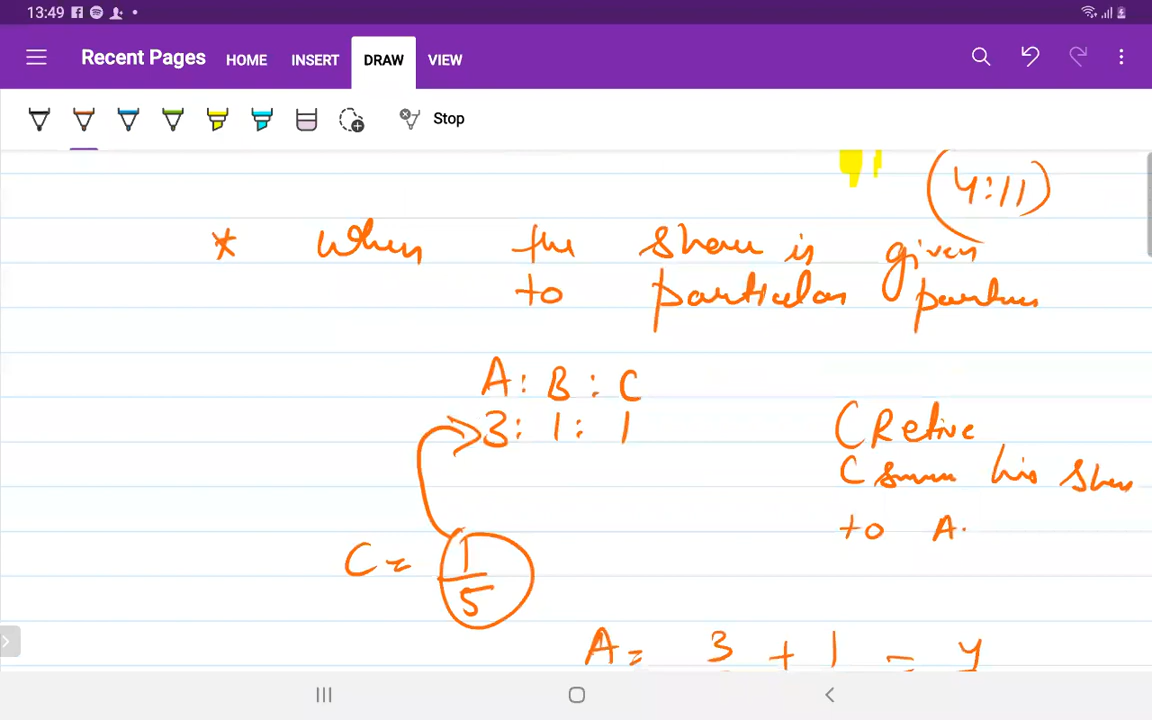 13:49
Recent Pages HOME INSERT DRAW VIEW
Stop
(4:11)
* When the share is given
to particular partner
A : B : C
3 : 1 : 1
C Retire
C his share
to A.
C = 1/5
A = 3 + 1 = 4